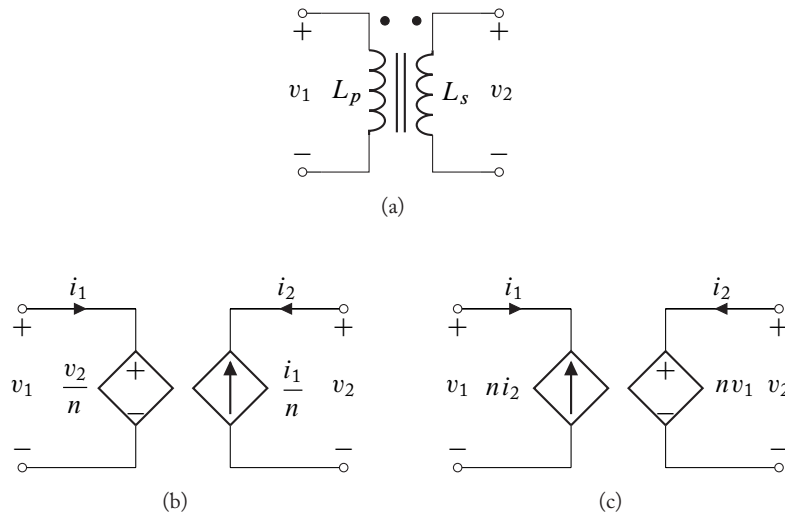 + +
v₁ Lₚ Lₛ v₂
− −
(a)
i₁ i₂ i₁ i₂
+ + + +
v₁ v₂/n + − i₁/n v₂ v₁ ni₂ + − nv₁ v₂
− − − −
(b) (c)